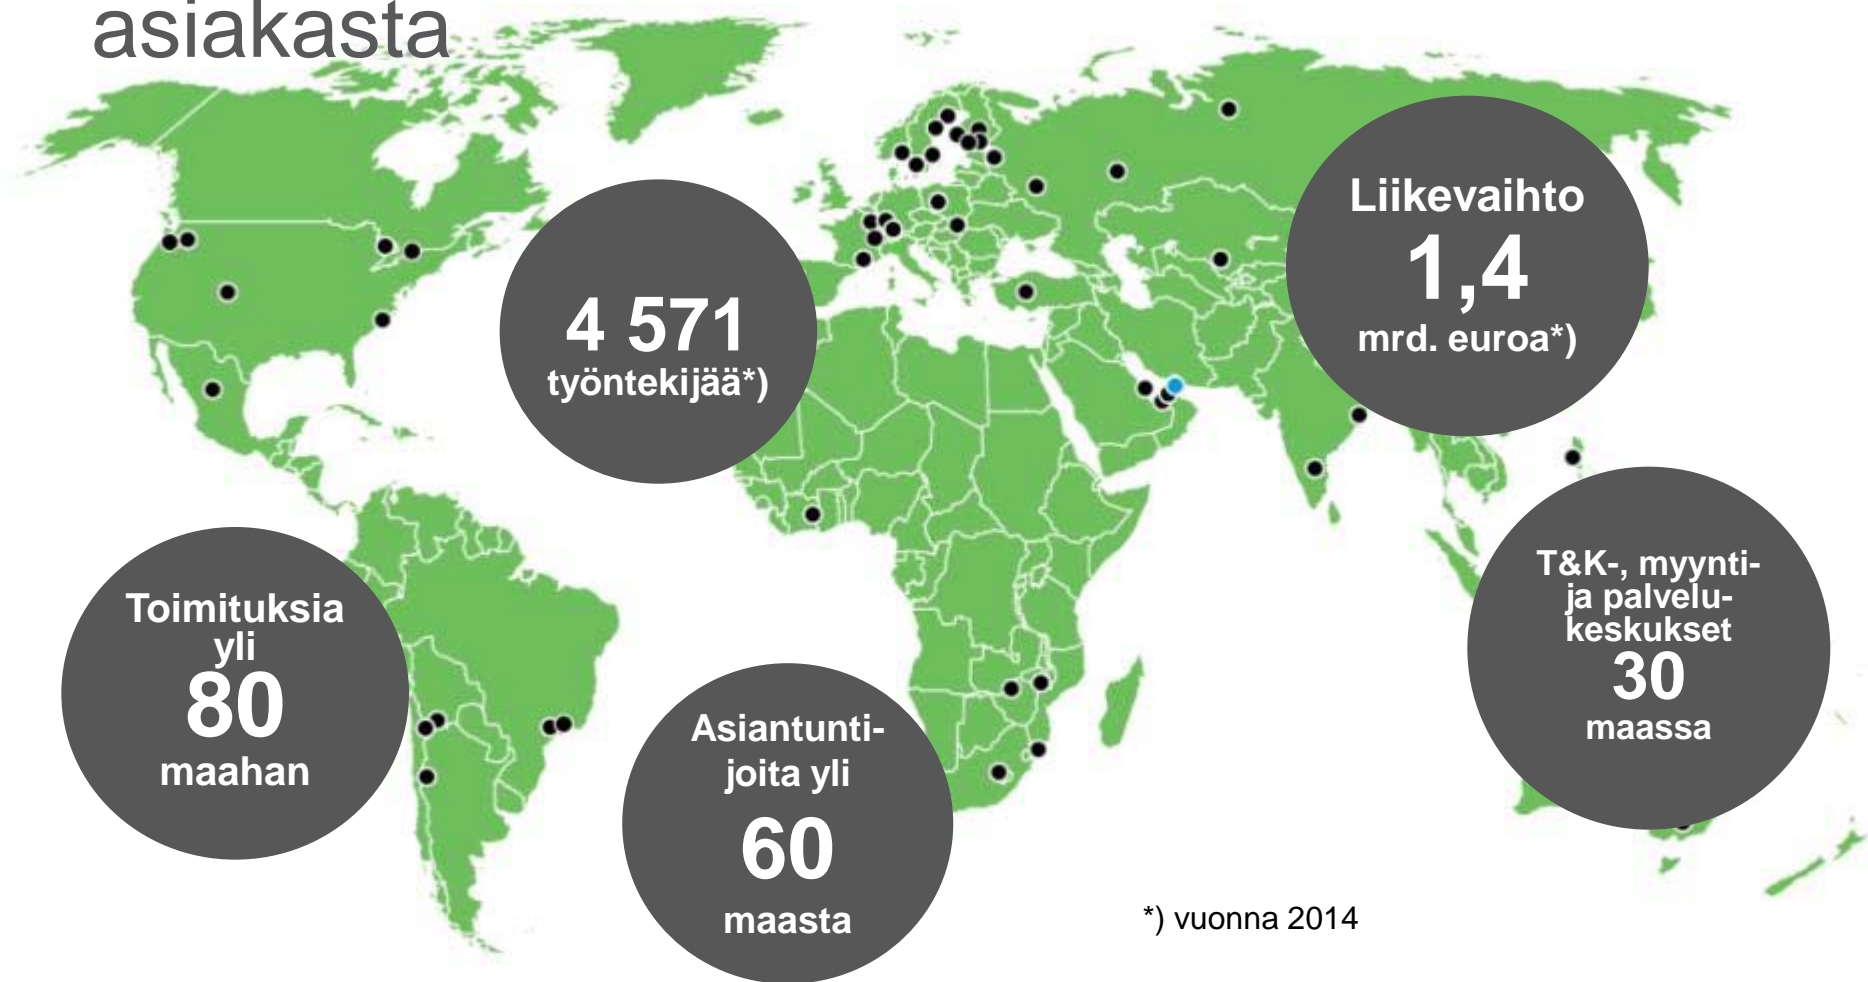 asiakasta
Liikevaihto
1,4
mrd. euroa*)
4 571
työntekijää*)
T&K-, myynti-
ja palvelu-
keskukset
30
maassa
Toimituksia
yli
80
maahan
Asiantunti-
joita yli
60
maasta
*) vuonna 2014